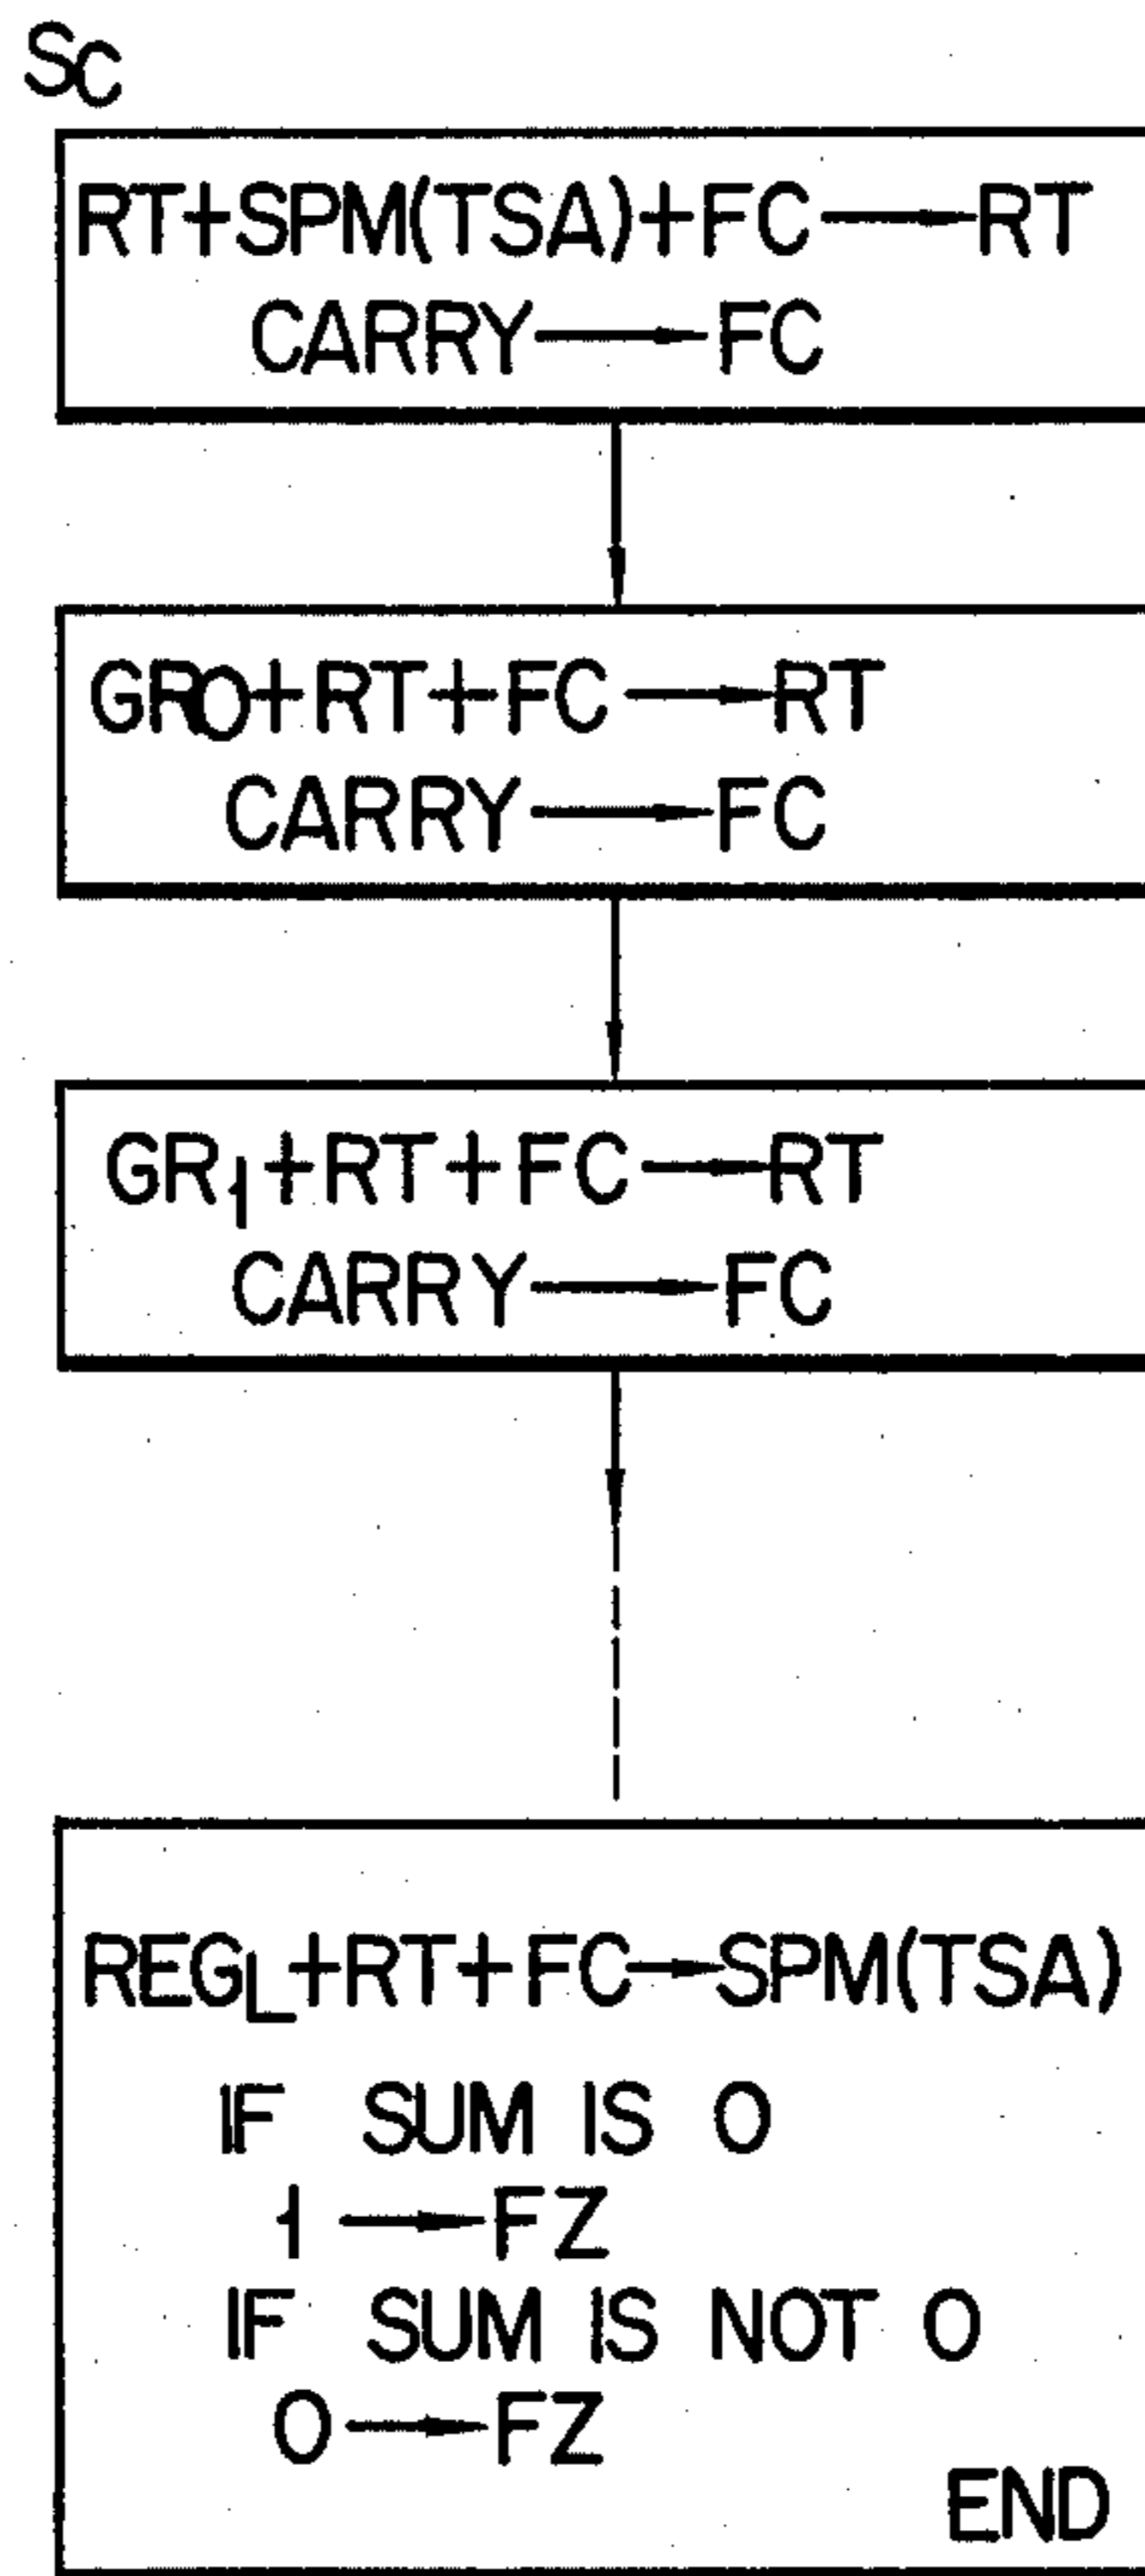 Sc
RT+SPM(TSA)+FC→RT
CARRY→FC
GR0+RT+FC→RT
CARRY→FC
GR1+RT+FC→RT
CARRY→FC
REGL+RT+FC→SPM(TSA)
IF SUM IS 0
1→FZ
IF SUM IS NOT 0
0→FZ
END